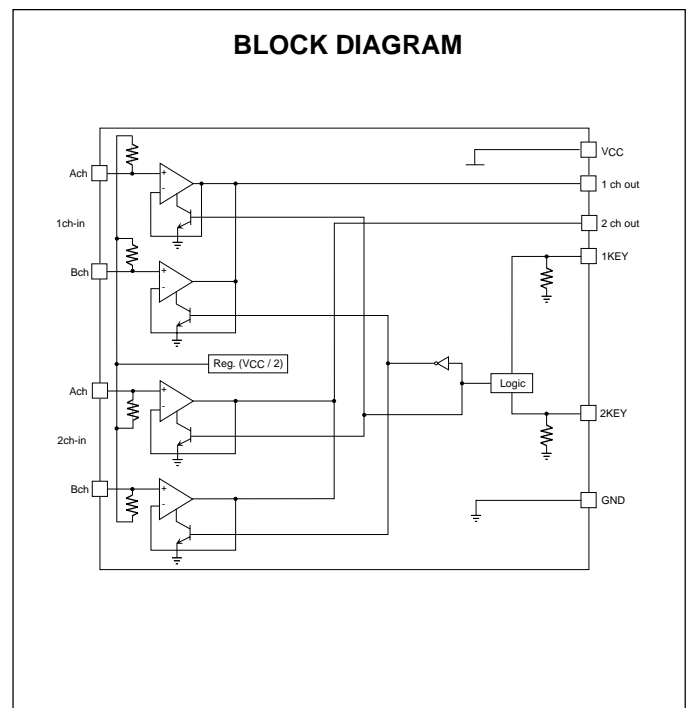 BLOCK DIAGRAM
VCC
Ach
+
-
1 ch out
1ch-in
2 ch out
1KEY
Bch
+
-
Reg. (VCC / 2)
Logic
Ach
+
-
2KEY
2ch-in
Bch
+
-
GND